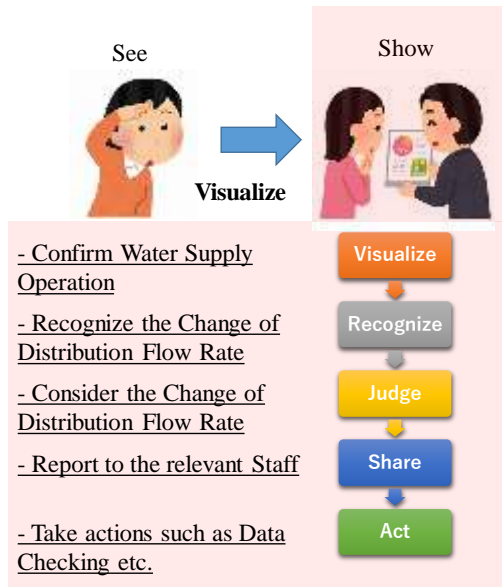 See
Show
Visualize
- Confirm Water Supply
Operation
Visualize
- Recognize the Change of
Distribution Flow Rate
Recognize
- Consider the Change of
Distribution Flow Rate
Judge
- Report to the relevant Staff
Share
- Take actions such as Data
Checking etc.
Act